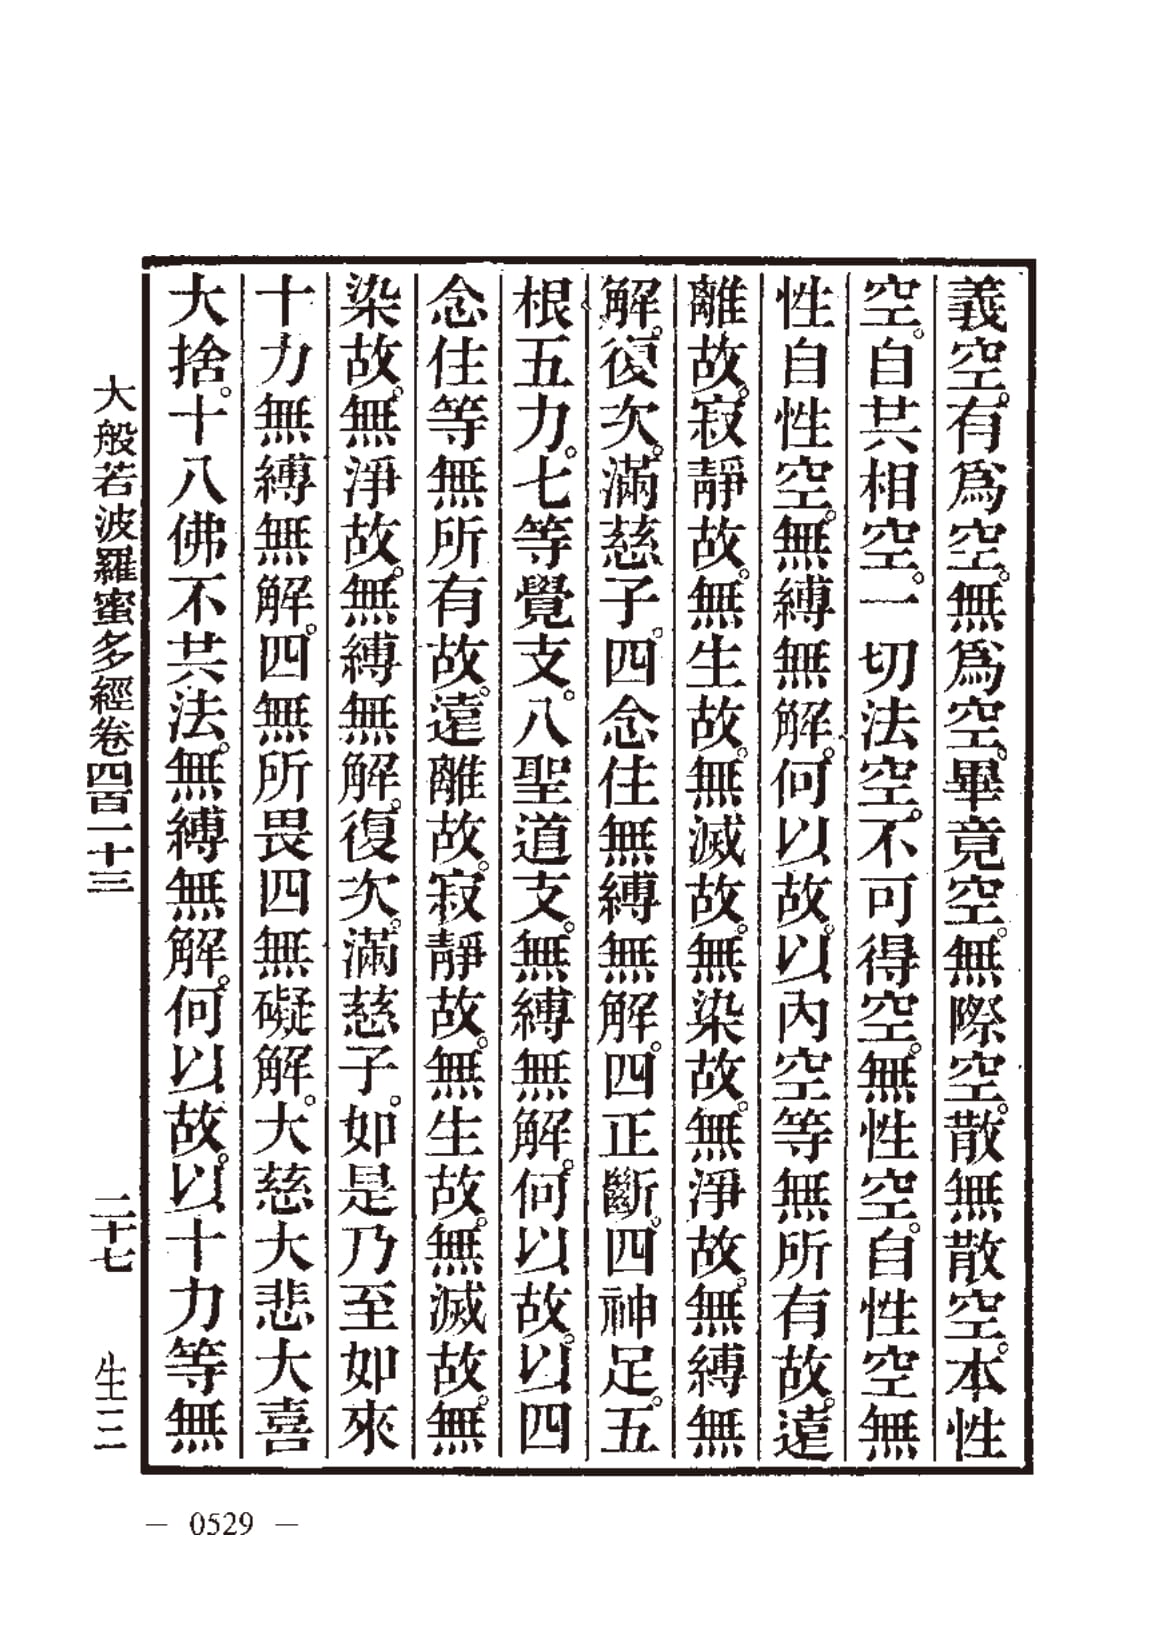 義空。有爲空。無爲空。畢竟空。無際空。散無散空。本性
空。自共相空。一切法空。不可得空。無性空。自性空無
性自性空。無縛無解。何以故。以內空等無所有故。遠
離故。寂靜故。無生故。無滅故。無染故。無淨故。無縛無
解。復次。滿慈子。四念住無縛無解。四正斷。四神足。五
根五力。七等覺支。八聖道支。無縛無解。何以故。以四
念住等無所有故。遠離故。寂靜故。無生故。無滅故。無
染故。無淨故。無縛無解。復次。滿慈子。如是乃至如來
十力無縛無解。四無所畏四無礙解。大慈大悲大喜
大捨。十八佛不共法。無縛無解。何以故。以十力等無
大般若波羅蜜多經卷四百一十三 二十七 生三
— 0529 —